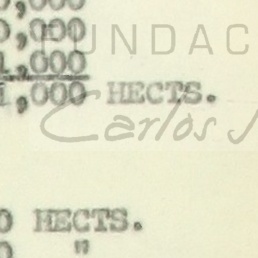 0,000
0,000
1,000
1,000 HECTS.
0 HECTS.
0 "
FUNDAC
Carlos J